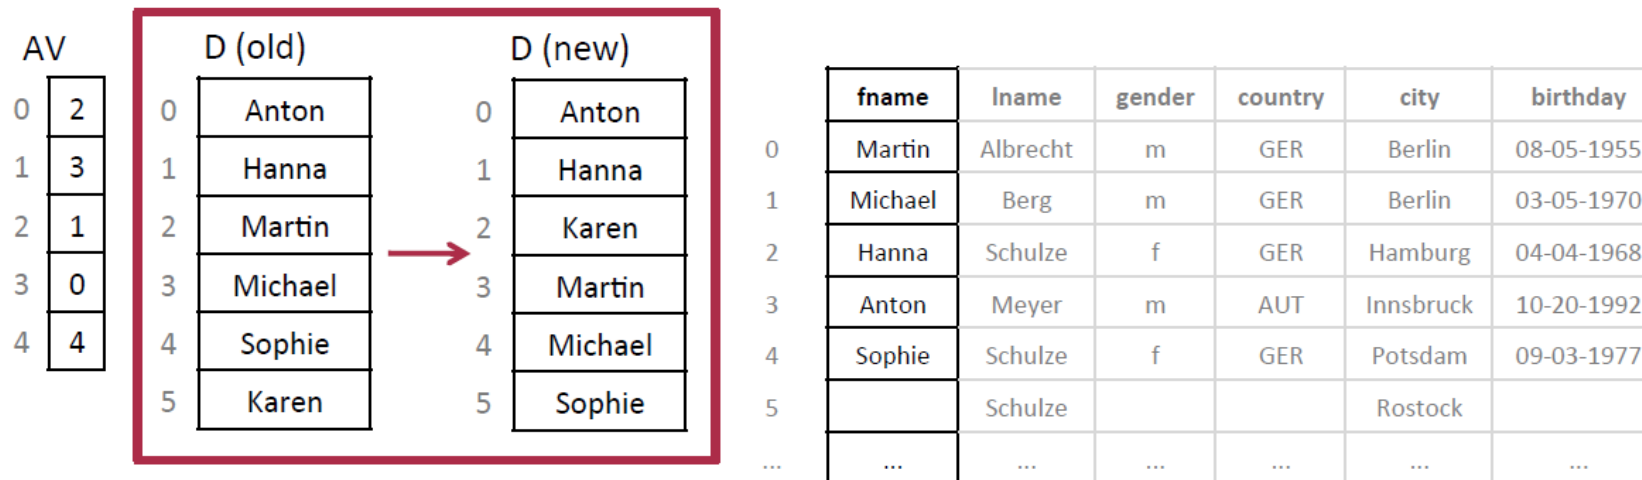 AV
0 2
1 3
2 1
3 0
4 4
D (old)
0 Anton
1 Hanna
2 Martin
3 Michael
4 Sophie
5 Karen
D (new)
0 Anton
1 Hanna
2 Karen
3 Martin
4 Michael
5 Sophie
fname lname gender country city birthday
0 Martin Albrecht m GER Berlin 08-05-1955
1 Michael Berg m GER Berlin 03-05-1970
2 Hanna Schulze f GER Hamburg 04-04-1968
3 Anton Meyer m AUT Innsbruck 10-20-1992
4 Sophie Schulze f GER Potsdam 09-03-1977
5 Schulze Rostock
... ... ... ... ... ... ...